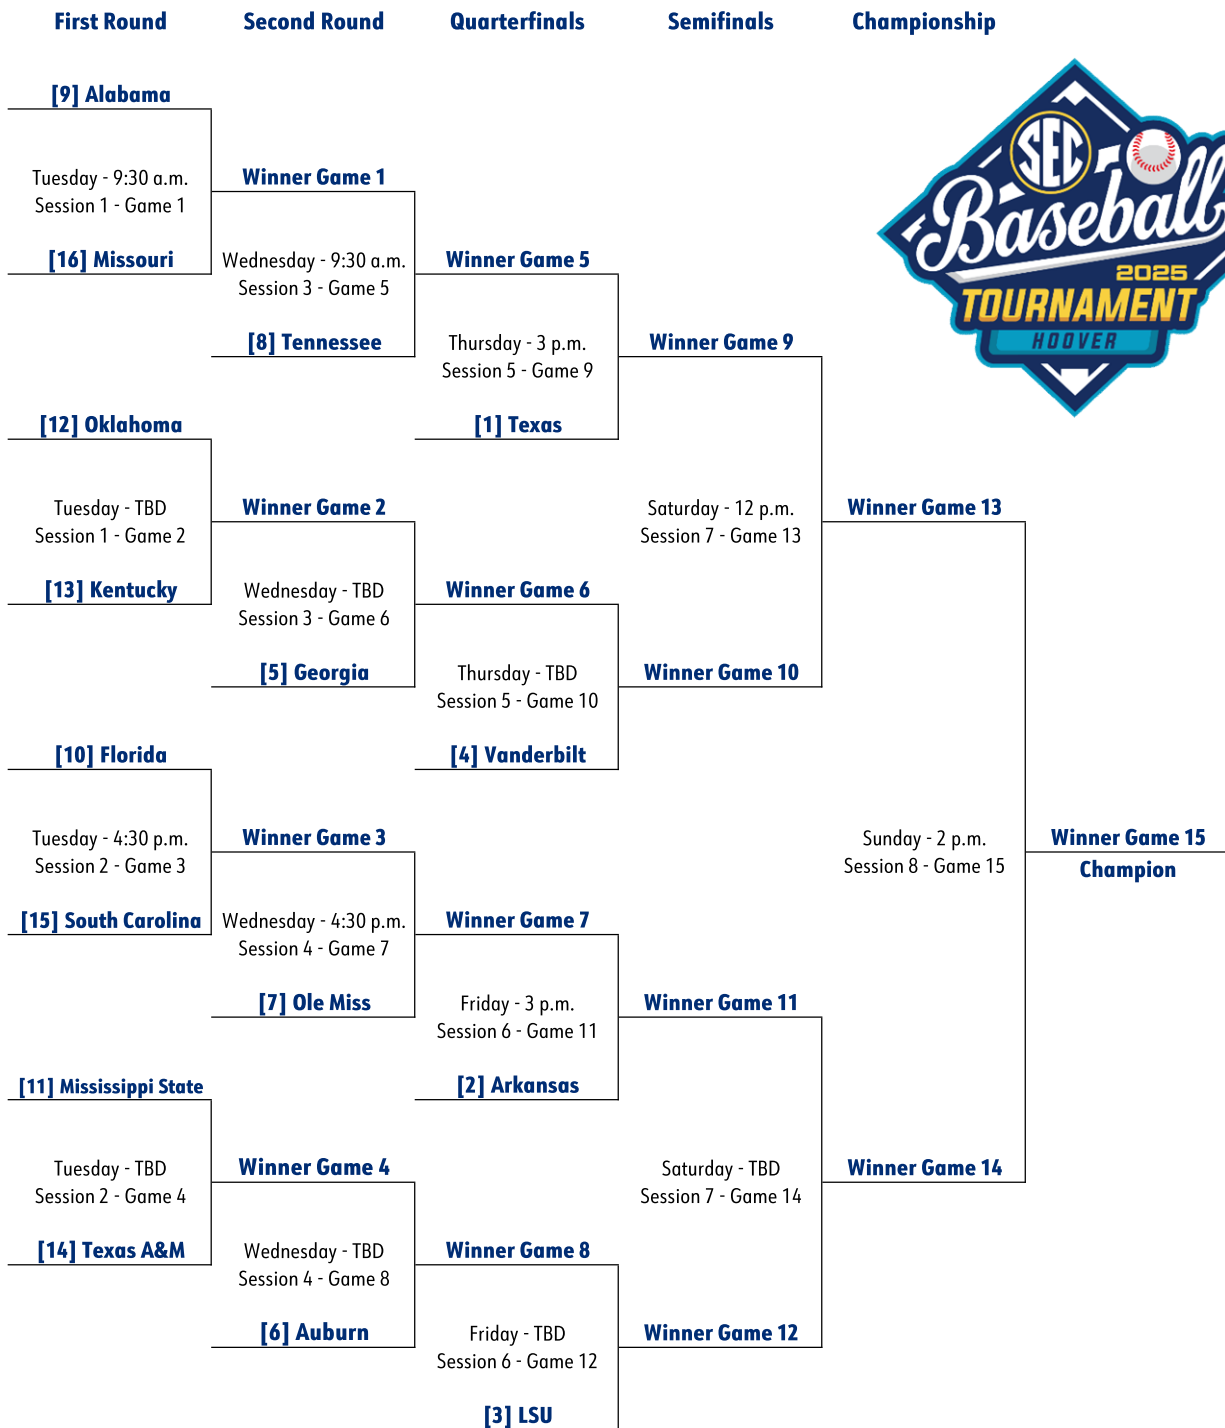 First Round
Second Round
Quarterfinals
Semifinals
Championship
SEC
Baseball
2025
TOURNAMENT
HOOVER
[9] Alabama
Tuesday - 9:30 a.m.
Session 1 - Game 1
[16] Missouri
Winner Game 1
Wednesday - 9:30 a.m.
Session 3 - Game 5
[8] Tennessee
Winner Game 5
Thursday - 3 p.m.
Session 5 - Game 9
[1] Texas
Winner Game 9
[12] Oklahoma
Tuesday - TBD
Session 1 - Game 2
[13] Kentucky
Winner Game 2
Wednesday - TBD
Session 3 - Game 6
[5] Georgia
Winner Game 6
Thursday - TBD
Session 5 - Game 10
[4] Vanderbilt
Winner Game 10
Saturday - 12 p.m.
Session 7 - Game 13
Winner Game 13
[10] Florida
Tuesday - 4:30 p.m.
Session 2 - Game 3
[15] South Carolina
Winner Game 3
Wednesday - 4:30 p.m.
Session 4 - Game 7
[7] Ole Miss
Winner Game 7
Friday - 3 p.m.
Session 6 - Game 11
[2] Arkansas
Winner Game 11
[11] Mississippi State
Tuesday - TBD
Session 2 - Game 4
[14] Texas A&M
Winner Game 4
Wednesday - TBD
Session 4 - Game 8
[6] Auburn
Winner Game 8
Friday - TBD
Session 6 - Game 12
[3] LSU
Winner Game 12
Saturday - TBD
Session 7 - Game 14
Winner Game 14
Sunday - 2 p.m.
Session 8 - Game 15
Winner Game 15
Champion